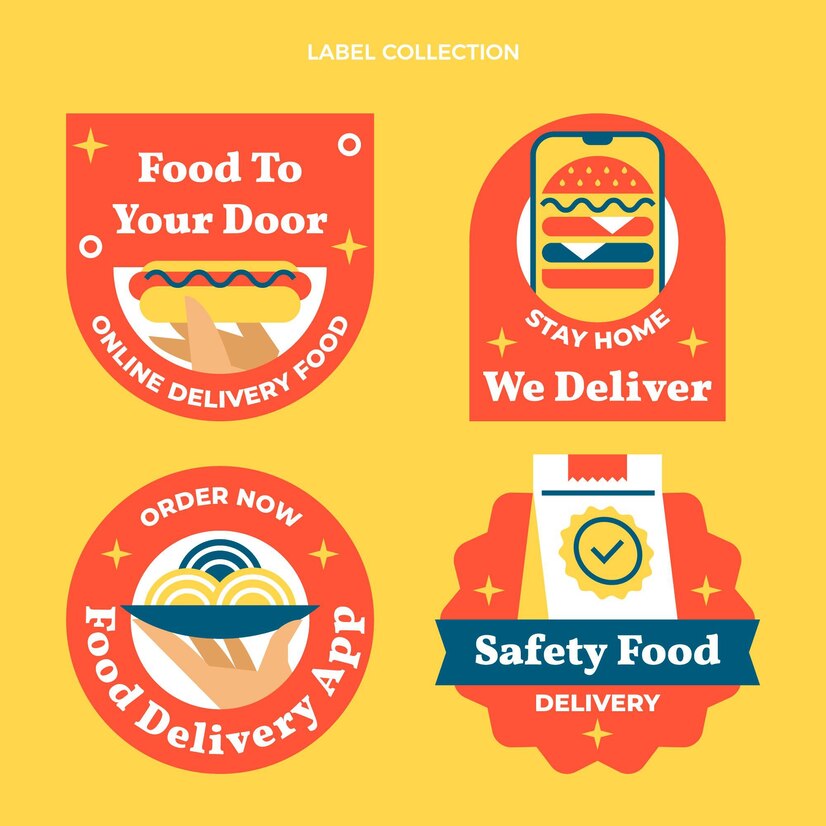 LABEL COLLECTION
Food To
Your Door
ONLINE DELIVERY FOOD
STAY HOME
We Deliver
ORDER NOW
Food Delivery App
Safety Food
DELIVERY